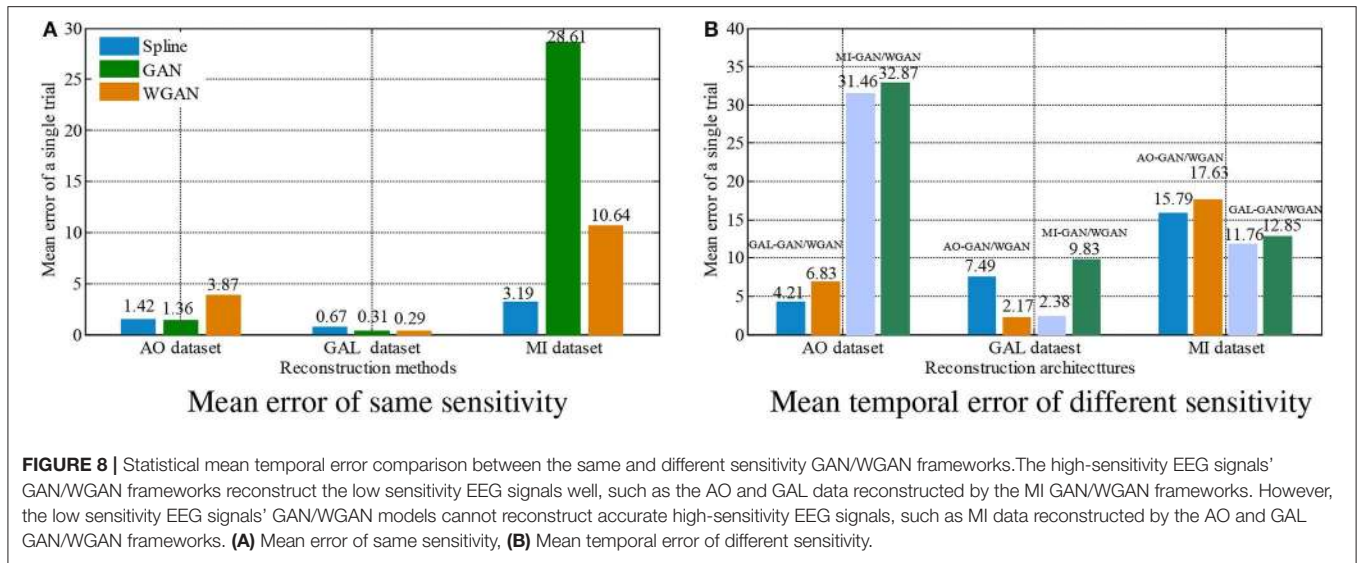 A
30
25
20
15
10
5
0
Mean error of a single trial
Spline
GAN
WGAN
1.42
1.36
3.87
0.67
0.31
0.29
3.19
28.61
10.64
AO dataset
GAL dataset
MI dataset
Reconstruction methods
Mean error of same sensitivity
B
40
35
30
25
20
15
10
5
0
Mean error of a single trial
GAL-GAN/WGAN
4.21
6.83
MI-GAN/WGAN
31.46
32.87
AO-GAN/WGAN
7.49
2.17
MI-GAN/WGAN
2.38
9.83
AO-GAN/WGAN
15.79
17.63
GAL-GAN/WGAN
11.76
12.85
AO dataset
GAL dataest
MI dataset
Reconstruction architecttures
Mean temporal error of different sensitivity
FIGURE 8 | Statistical mean temporal error comparison between the same and different sensitivity GAN/WGAN frameworks.The high-sensitivity EEG signals'
GAN/WGAN frameworks reconstruct the low sensitivity EEG signals well, such as the AO and GAL data reconstructed by the MI GAN/WGAN frameworks. However,
the low sensitivity EEG signals' GAN/WGAN models cannot reconstruct accurate high-sensitivity EEG signals, such as MI data reconstructed by the AO and GAL
GAN/WGAN frameworks. (A) Mean error of same sensitivity, (B) Mean temporal error of different sensitivity.